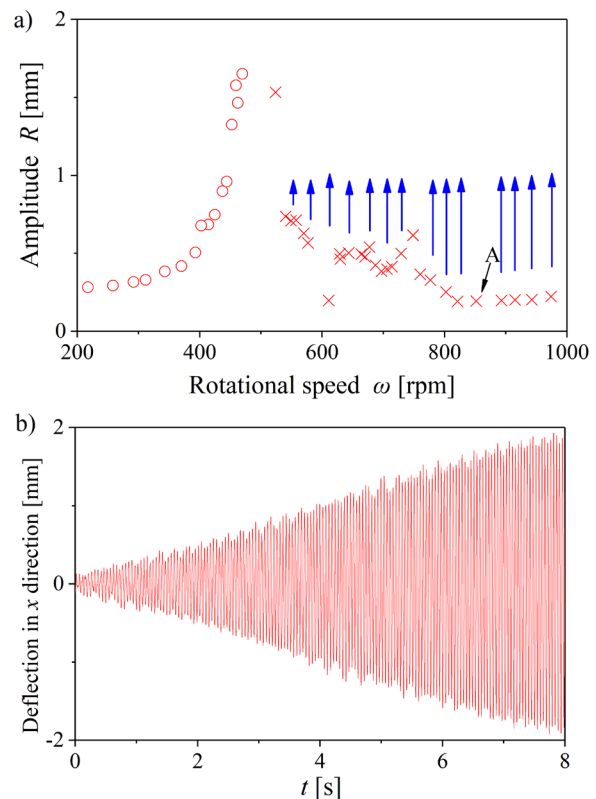 a)
2
1
0
Amplitude R [mm]
A
200 400 600 800 1000
Rotational speed ω [rpm]
b)
2
0
-2
Deflection in x direction [mm]
0 2 4 6 8
t [s]